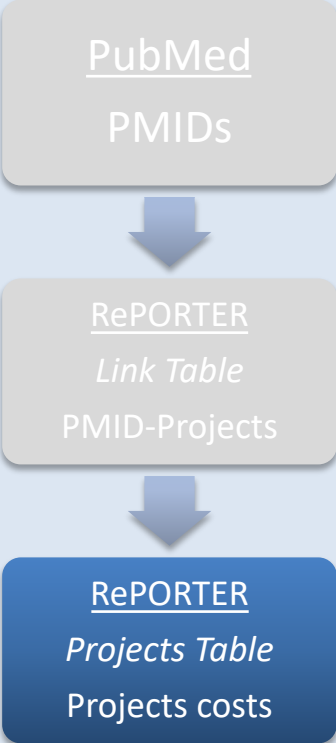 PubMed
PMIDs
RePORTER
Link Table
PMID-Projects
RePORTER
Projects Table
Projects costs